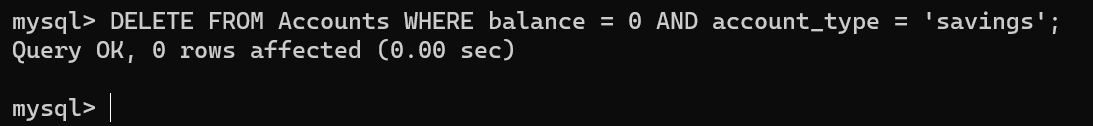 mysql> DELETE FROM Accounts WHERE balance = 0 AND account_type = 'savings';
Query OK, 0 rows affected (0.00 sec)
mysql>